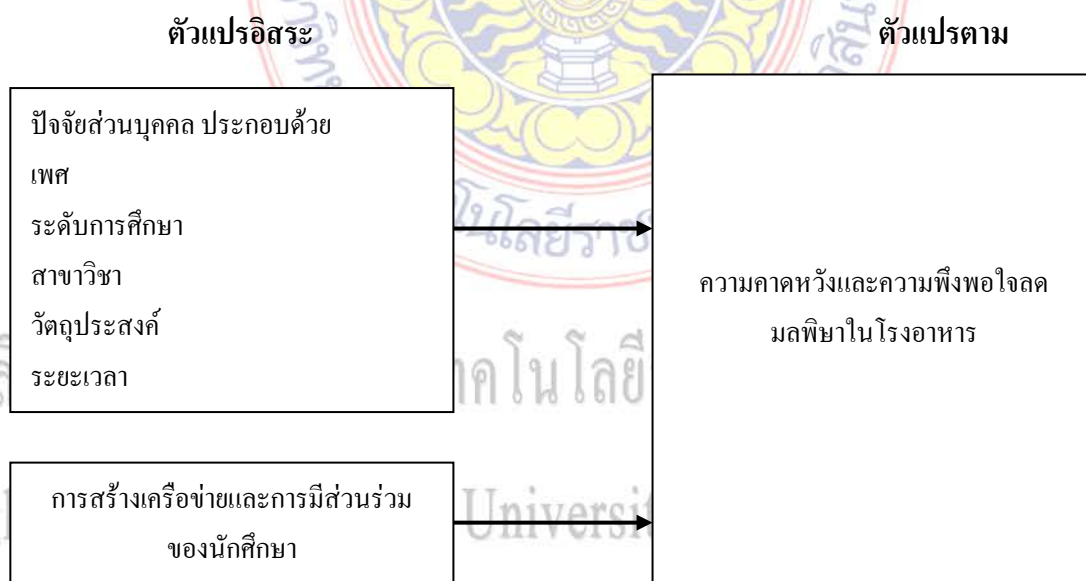 ตัวแปรอิสระ
ตัวแปรตาม
ปัจจัยส่วนบุคคล ประกอบด้วย
เพศ
ระดับการศึกษา
สาขาวิชา
วัตถุประสงค์
ระยะเวลา
การสร้างเครือข่ายและการมีส่วนร่วม
ของนักศึกษา
ความคาดหวังและความพึงพอใจลด
มลพิษาในโรงอาหาร
คโนโลยี